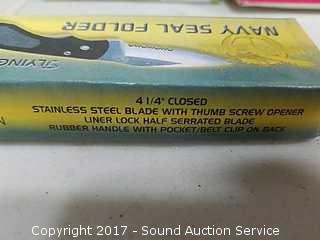 NAVY SEAL FOLDER
4 1/4" CLOSED
STAINLESS STEEL BLADE WITH THUMB SCREW OPENER
LINER LOCK HALF SERRATED BLADE
RUBBER HANDLE WITH POCKET/BELT CLIP ON BACK
Copyright 2017 - Sound Auction Service